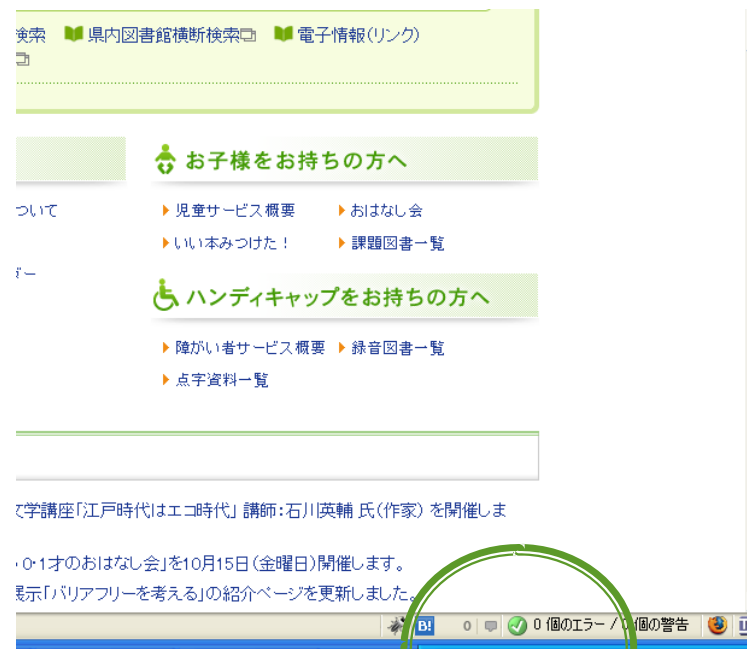 検索 県内図書館横断検索 電子情報(リンク)
お子様をお持ちの方へ
ついて 児童サービス概要 おはなし会
いい本みつけた！ 課題図書一覧
ダー
ハンディキャップをお持ちの方へ
障がい者サービス概要 録音図書一覧
点字資料一覧
文学講座「江戸時代はエコ時代」 講師:石川英輔 氏(作家) を開催しま
0・1才のおはなし会」を10月15日(金曜日)開催します。
展示「バリアフリーを考える」の紹介ページを更新しました。
B! 0 0 個のエラー / 0 個の警告